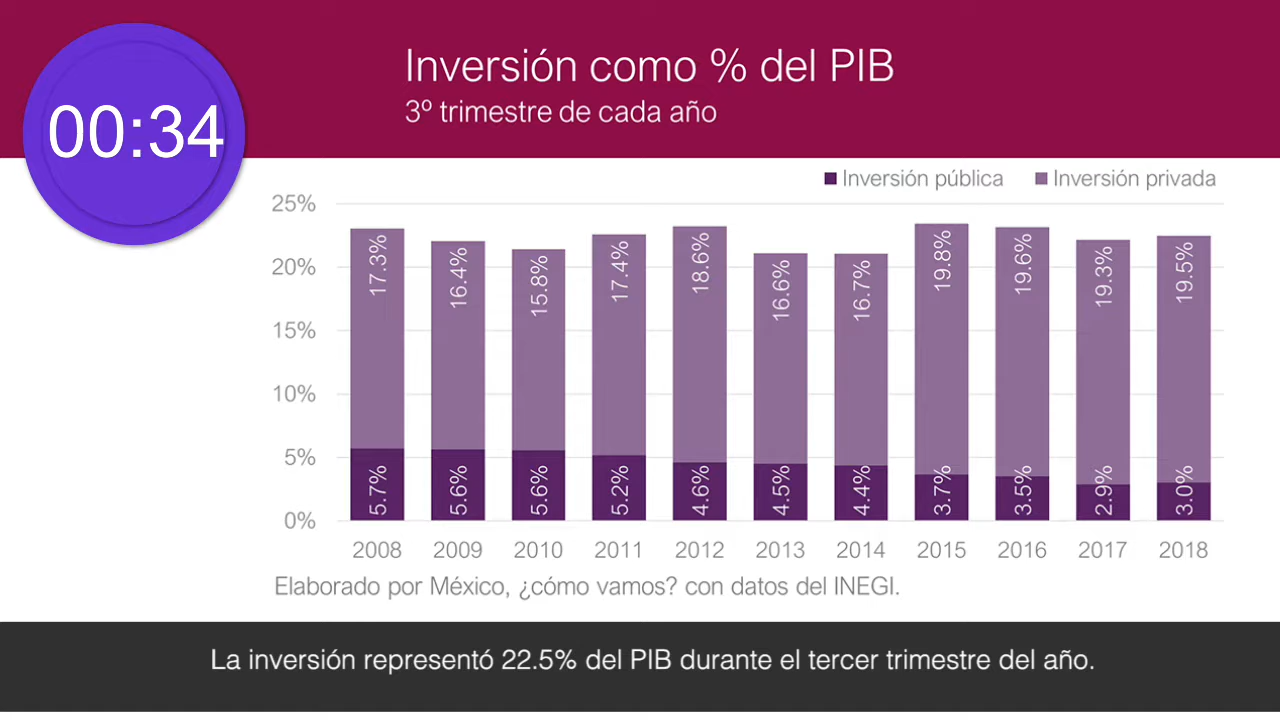 00:34
Inversión como % del PIB
3º trimestre de cada año
Inversión pública Inversión privada
25%
20%
15%
10%
5%
0%
17.3% 16.4% 15.8% 17.4% 18.6% 16.6% 16.7% 19.8% 19.6% 19.3% 19.5%
5.7% 5.6% 5.6% 5.2% 4.6% 4.5% 4.4% 3.7% 3.5% 2.9% 3.0%
2008 2009 2010 2011 2012 2013 2014 2015 2016 2017 2018
Elaborado por México, ¿cómo vamos? con datos del INEGI.
La inversión representó 22.5% del PIB durante el tercer trimestre del año.